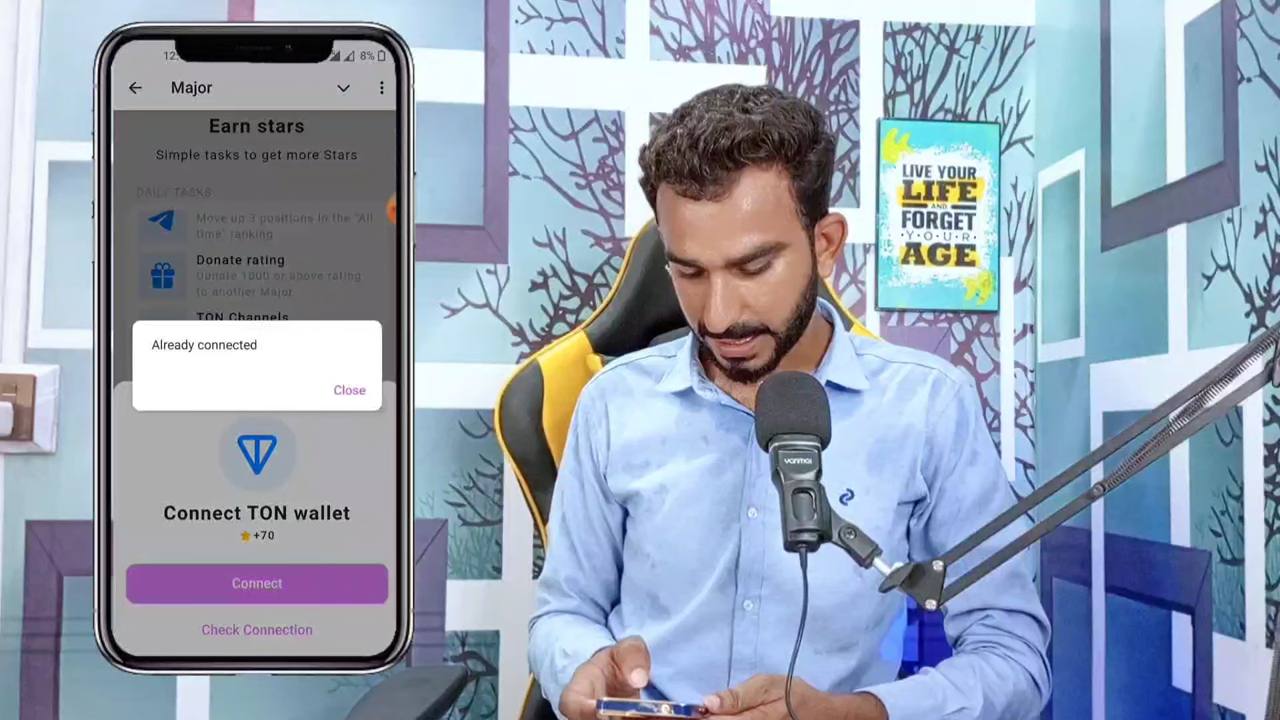 12:
8%
Major
Earn stars
Simple tasks to get more Stars
DAILY TASKS
Move up 3 positions in the "All
time" ranking
Donate rating
Donate 1000 or above rating
to another Major
TON Channels
Already connected
Close
Connect TON wallet
+70
Connect
Check Connection
LIVE YOUR
LIFE
AND
FORGET
·Y·O·U·R·
AGE